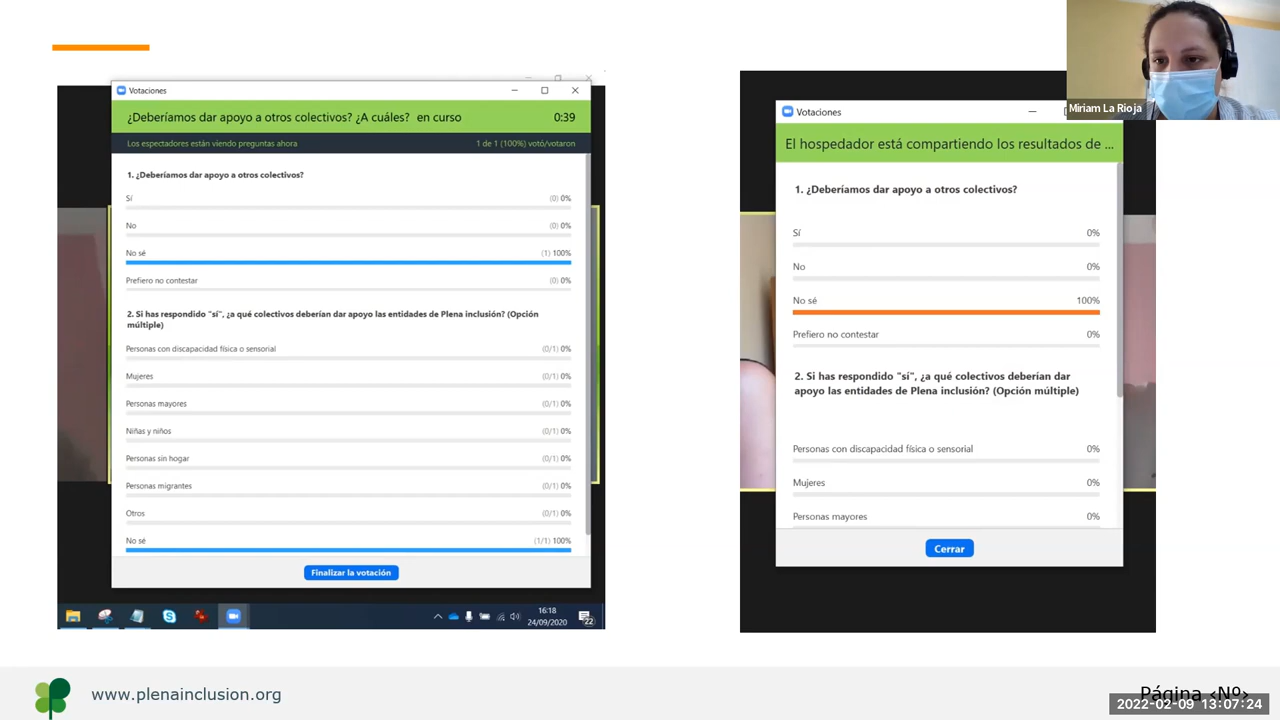 Votaciones
¿Deberíamos dar apoyo a otros colectivos? ¿A cuáles? en curso 0:39
Los espectadores están viendo preguntas ahora 1 de 1 (100%) votó/votaron
1. ¿Deberíamos dar apoyo a otros colectivos?
Sí (0) 0%
No (0) 0%
No sé (1) 100%
Prefiero no contestar (0) 0%
2. Si has respondido "sí", ¿a qué colectivos deberían dar apoyo las entidades de Plena inclusión? (Opción
múltiple)
Personas con discapacidad física o sensorial (0/1) 0%
Mujeres (0/1) 0%
Personas mayores (0/1) 0%
Niñas y niños (0/1) 0%
Personas sin hogar (0/1) 0%
Personas migrantes (0/1) 0%
Otros (0/1) 0%
No sé (1/1) 100%
Finalizar la votación
16:18
24/09/2020
22
Miriam La Rioja
Votaciones
El hospedador está compartiendo los resultados de ...
1. ¿Deberíamos dar apoyo a otros colectivos?
Sí 0%
No 0%
No sé 100%
Prefiero no contestar 0%
2. Si has respondido "sí", ¿a qué colectivos deberían dar
apoyo las entidades de Plena inclusión? (Opción múltiple)
Personas con discapacidad física o sensorial 0%
Mujeres 0%
Personas mayores 0%
Cerrar
www.plenainclusion.org
Página ‹Nº›
2022-02-09 13:07:24